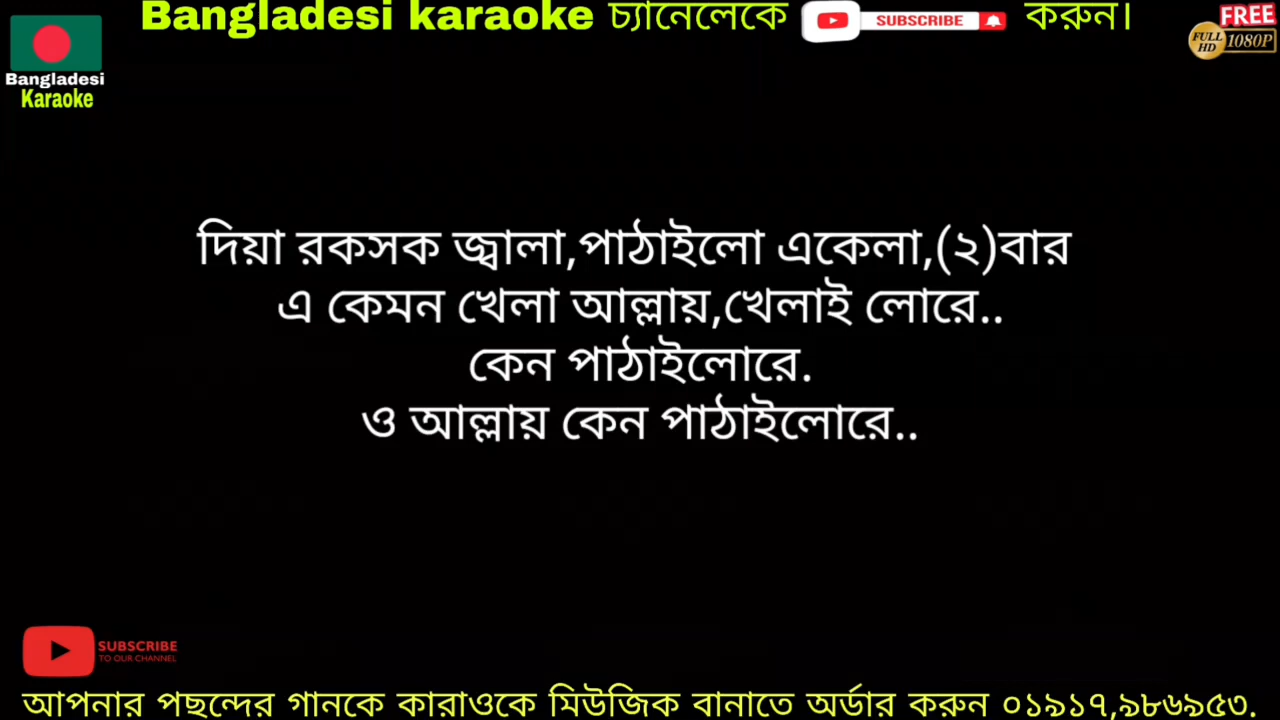 Bangladesi karaoke চ্যানেলেকে SUBSCRIBE করুন।
FREE
FULL HD 1080P
Bangladesi
Karaoke
দিয়া রকসক জ্বালা,পাঠাইলো একেলা,(২)বার
এ কেমন খেলা আল্লায়,খেলাই লোরে..
কেন পাঠাইলোরে.
ও আল্লায় কেন পাঠাইলোরে..
SUBSCRIBE
TO OUR CHANNEL
আপনার পছন্দের গানকে কারাওকে মিউজিক বানাতে অর্ডার করুন ০১৯১৭,৯৮৬৯৫৩.